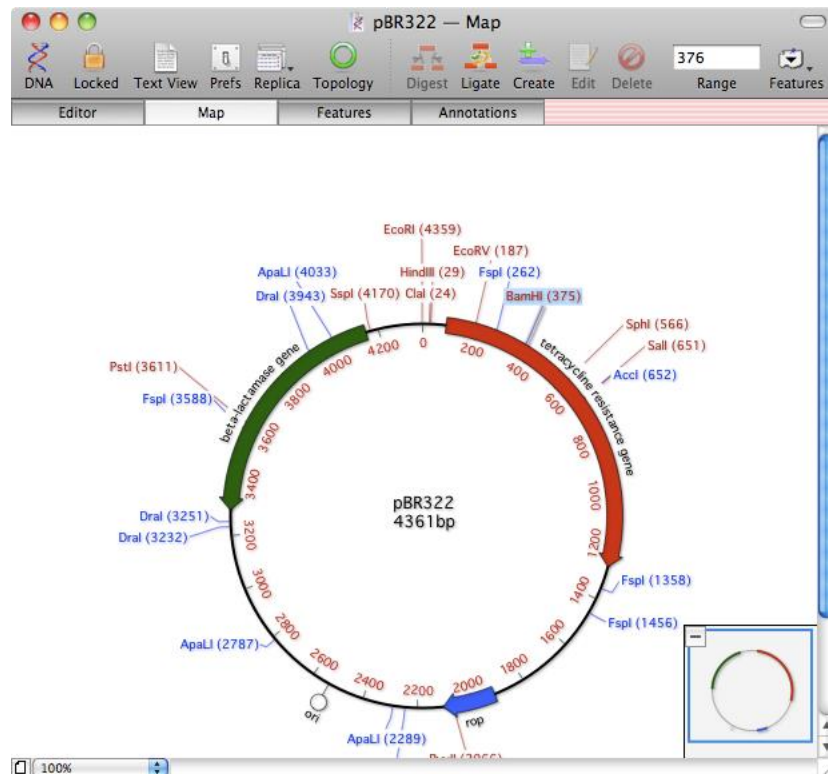 pBR322 — Map
DNA Locked Text View Prefs Replica Topology Digest Ligate Create Edit Delete 376 Range Features
Editor Map Features Annotations
EcoRI (4359)
EcoRV (187)
ApaLI (4033) HindIII (29) FspI (262)
DraI (3943) SspI (4170) ClaI (24) BamHI (375)
SphI (566)
SalI (651)
PstI (3611) AccI (652)
FspI (3588)
beta-lactamase gene
tetracycline resistance gene
0
200
400
600
800
1000
1200
1400
1600
1800
2000
2200
2400
2600
2800
3000
3200
3400
3600
3800
4000
4200
pBR322
4361bp
DraI (3251)
DraI (3232)
FspI (1358)
FspI (1456)
ApaLI (2787)
ori
rop
ApaLI (2289)
100%